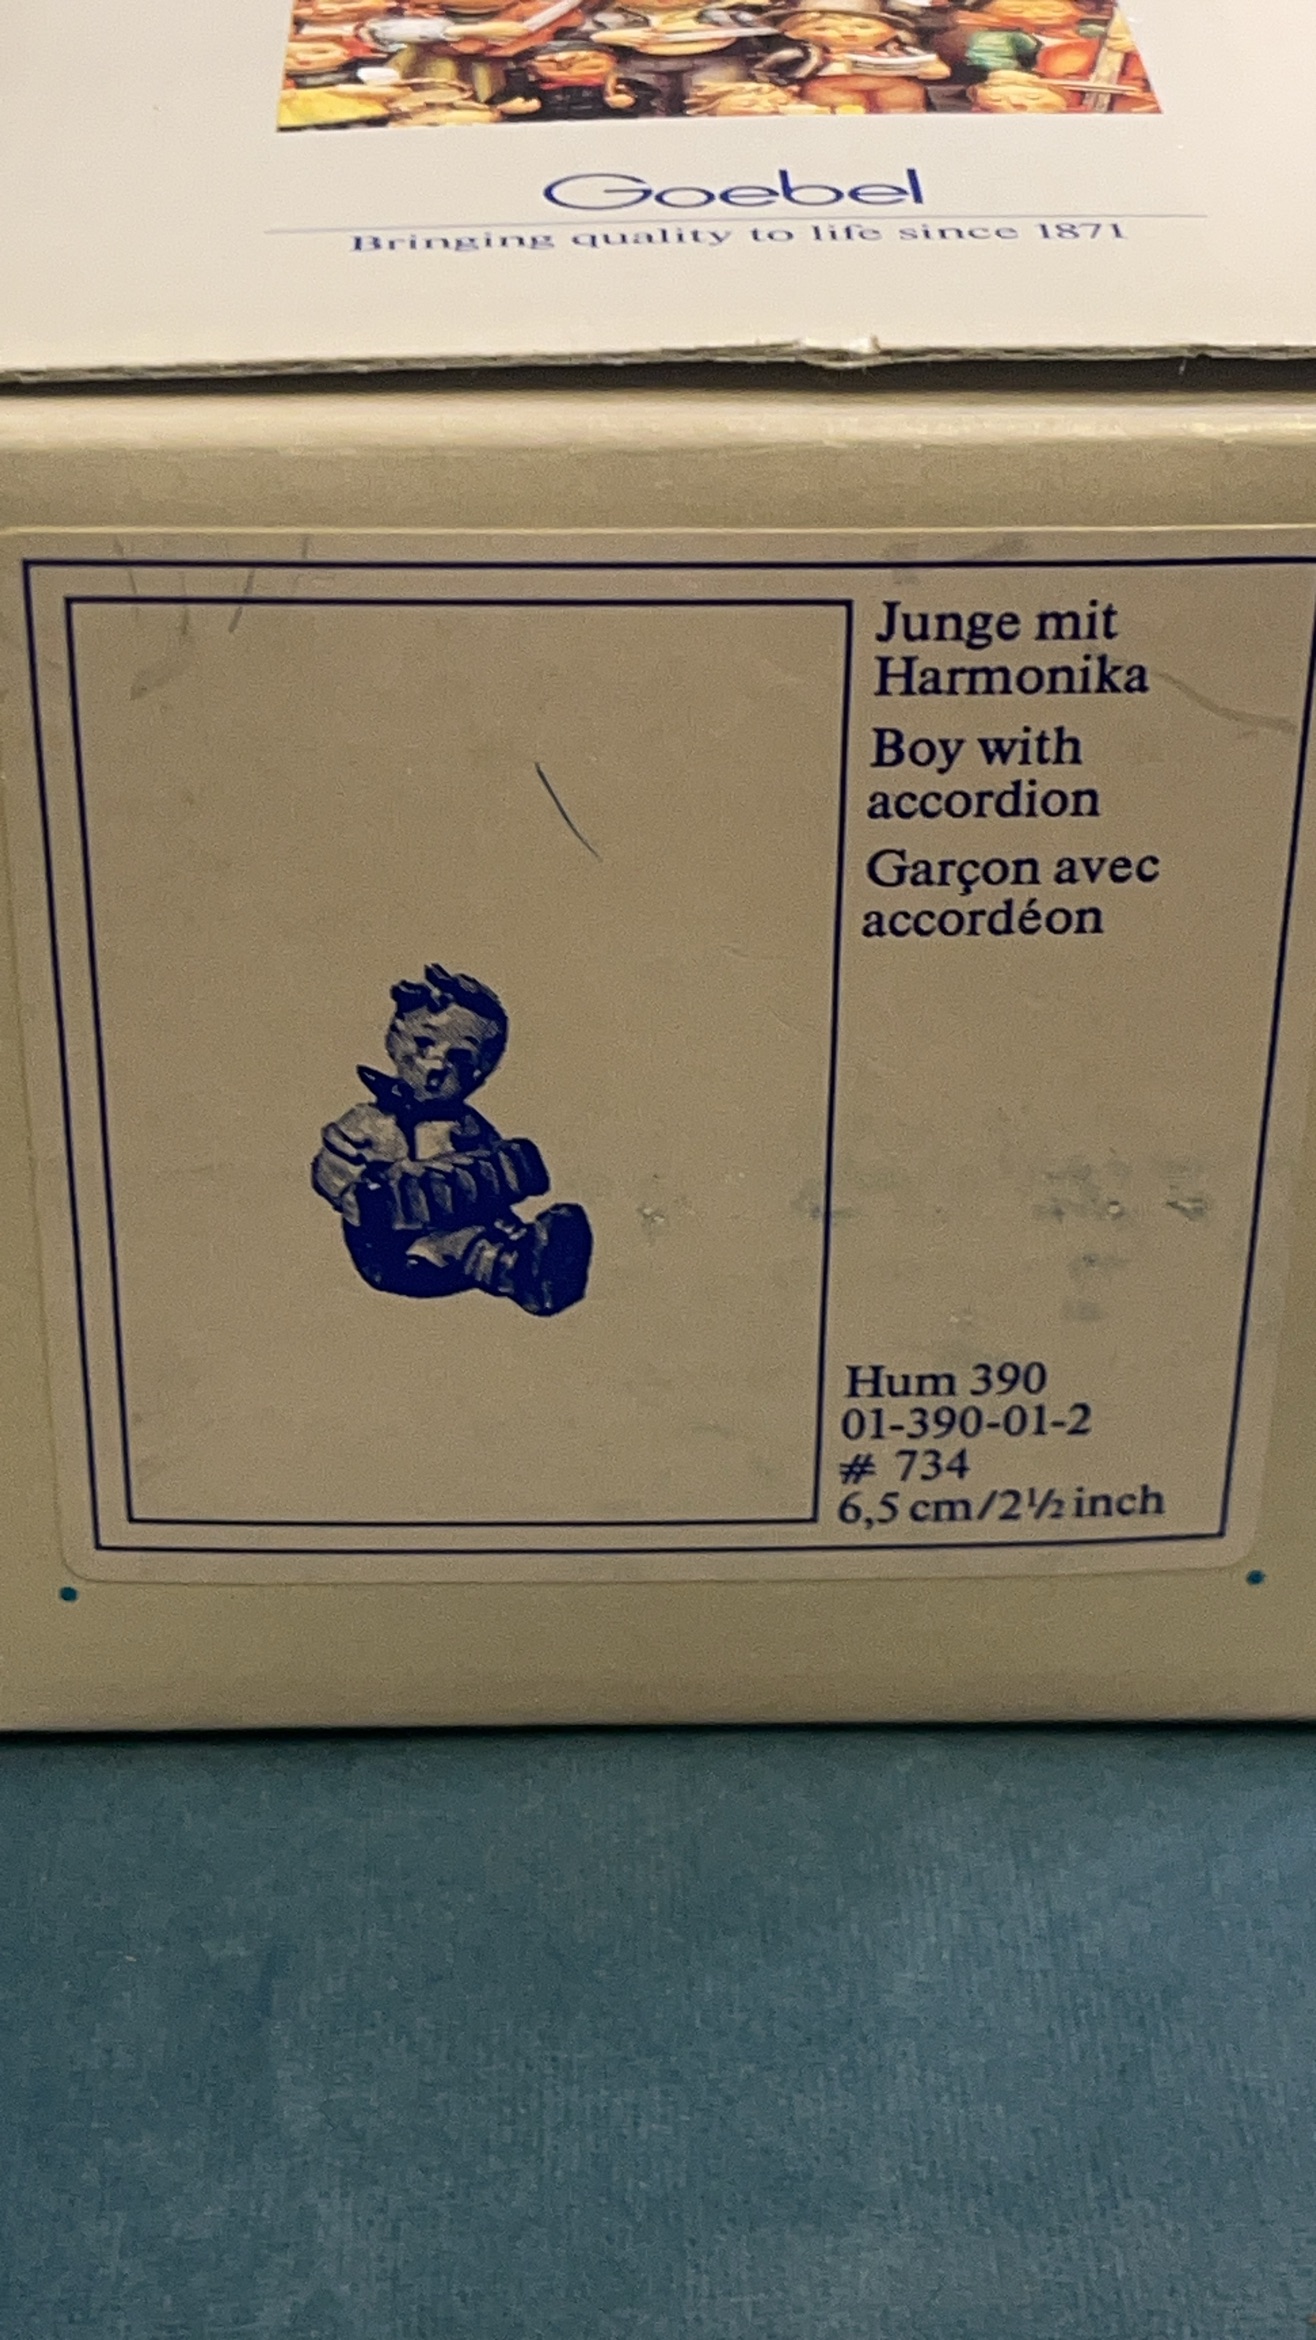 Goebel
Bringing quality to life since 1871
Junge mit
Harmonika
Boy with
accordion
Garçon avec
accordéon
Hum 390
01-390-01-2
# 734
6,5 cm/2½ inch